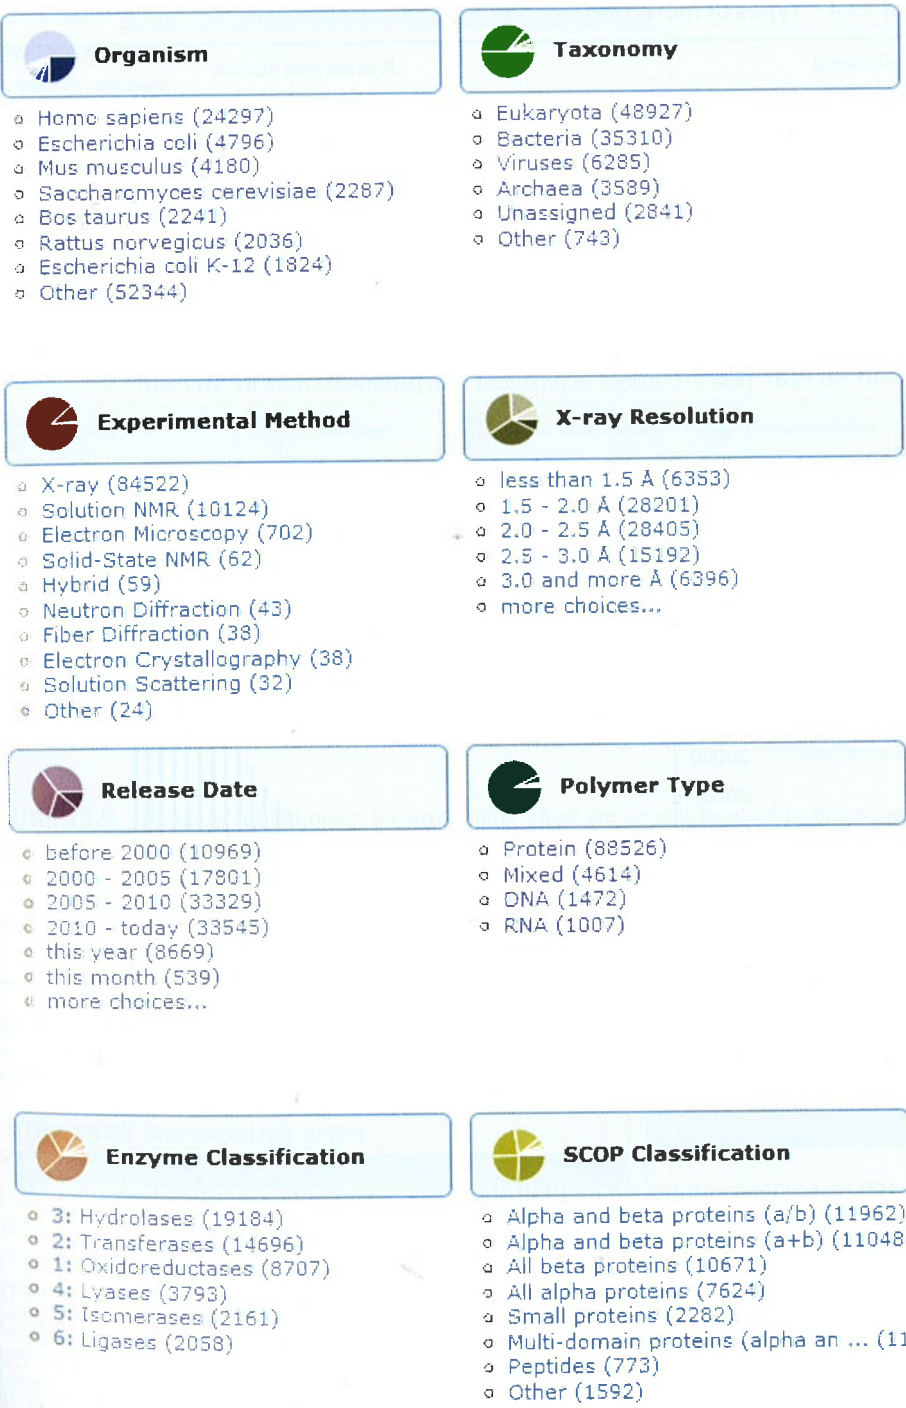 Organism
Homo sapiens (24297)
Escherichia coli (4796)
Mus musculus (4180)
Saccharomyces cerevisiae (2287)
Bos taurus (2241)
Rattus norvegicus (2036)
Escherichia coli K-12 (1824)
Other (52344)
Taxonomy
Eukaryota (48927)
Bacteria (35310)
Viruses (6285)
Archaea (3589)
Unassigned (2841)
Other (743)
Experimental Method
X-ray (84522)
Solution NMR (10124)
Electron Microscopy (702)
Solid-State NMR (62)
Hybrid (59)
Neutron Diffraction (43)
Fiber Diffraction (38)
Electron Crystallography (38)
Solution Scattering (32)
Other (24)
X-ray Resolution
less than 1.5 Å (6353)
1.5 - 2.0 Å (28201)
2.0 - 2.5 Å (28405)
2.5 - 3.0 Å (15192)
3.0 and more Å (6396)
more choices...
Release Date
before 2000 (10969)
2000 - 2005 (17801)
2005 - 2010 (33329)
2010 - today (33545)
this year (8669)
this month (539)
more choices...
Polymer Type
Protein (88526)
Mixed (4614)
DNA (1472)
RNA (1007)
Enzyme Classification
3: Hydrolases (19184)
2: Transferases (14696)
1: Oxidoreductases (8707)
4: Lyases (3793)
5: Isomerases (2161)
6: Ligases (2058)
SCOP Classification
Alpha and beta proteins (a/b) (11962)
Alpha and beta proteins (a+b) (11048
All beta proteins (10671)
All alpha proteins (7624)
Small proteins (2282)
Multi-domain proteins (alpha an ... (11
Peptides (773)
Other (1592)